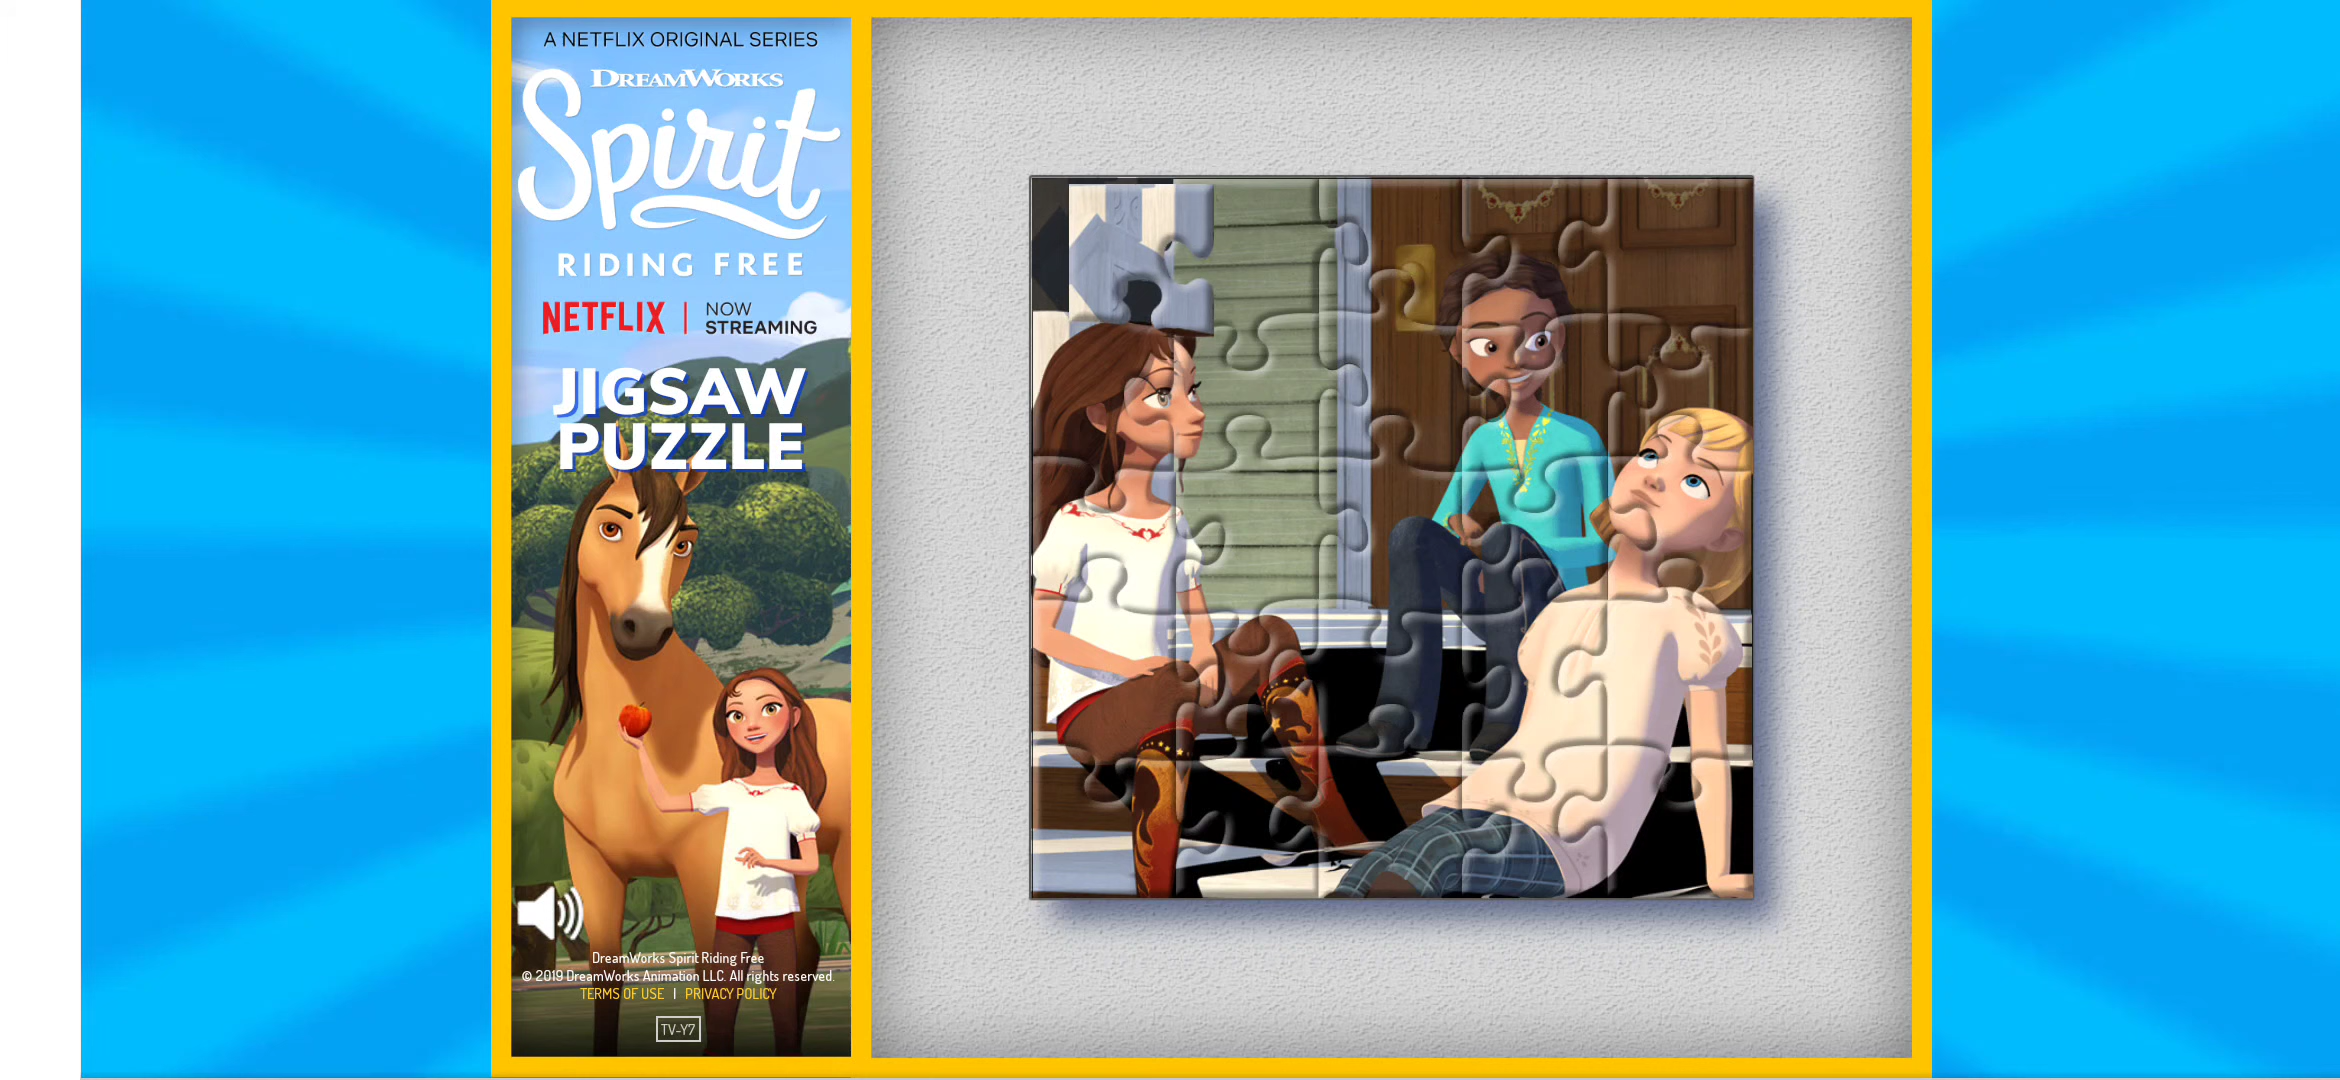 A NETFLIX ORIGINAL SERIES
DREAMWORKS
Spirit
RIDING FREE
NETFLIX | NOW STREAMING
JIGSAW
PUZZLE
DreamWorks Spirit Riding Free
© 2019 DreamWorks Animation LLC. All rights reserved.
TERMS OF USE | PRIVACY POLICY
TV-Y7